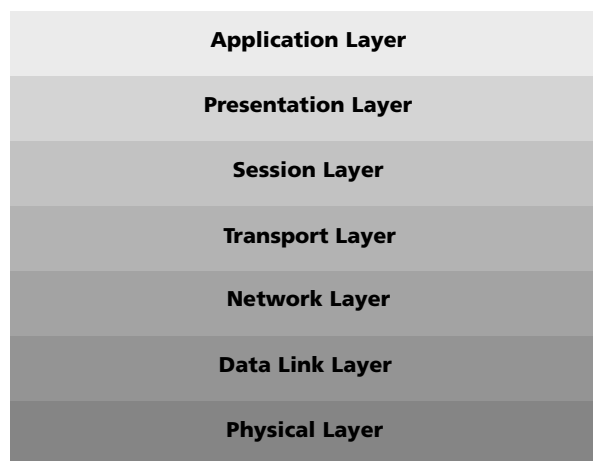 Application Layer
Presentation Layer
Session Layer
Transport Layer
Network Layer
Data Link Layer
Physical Layer